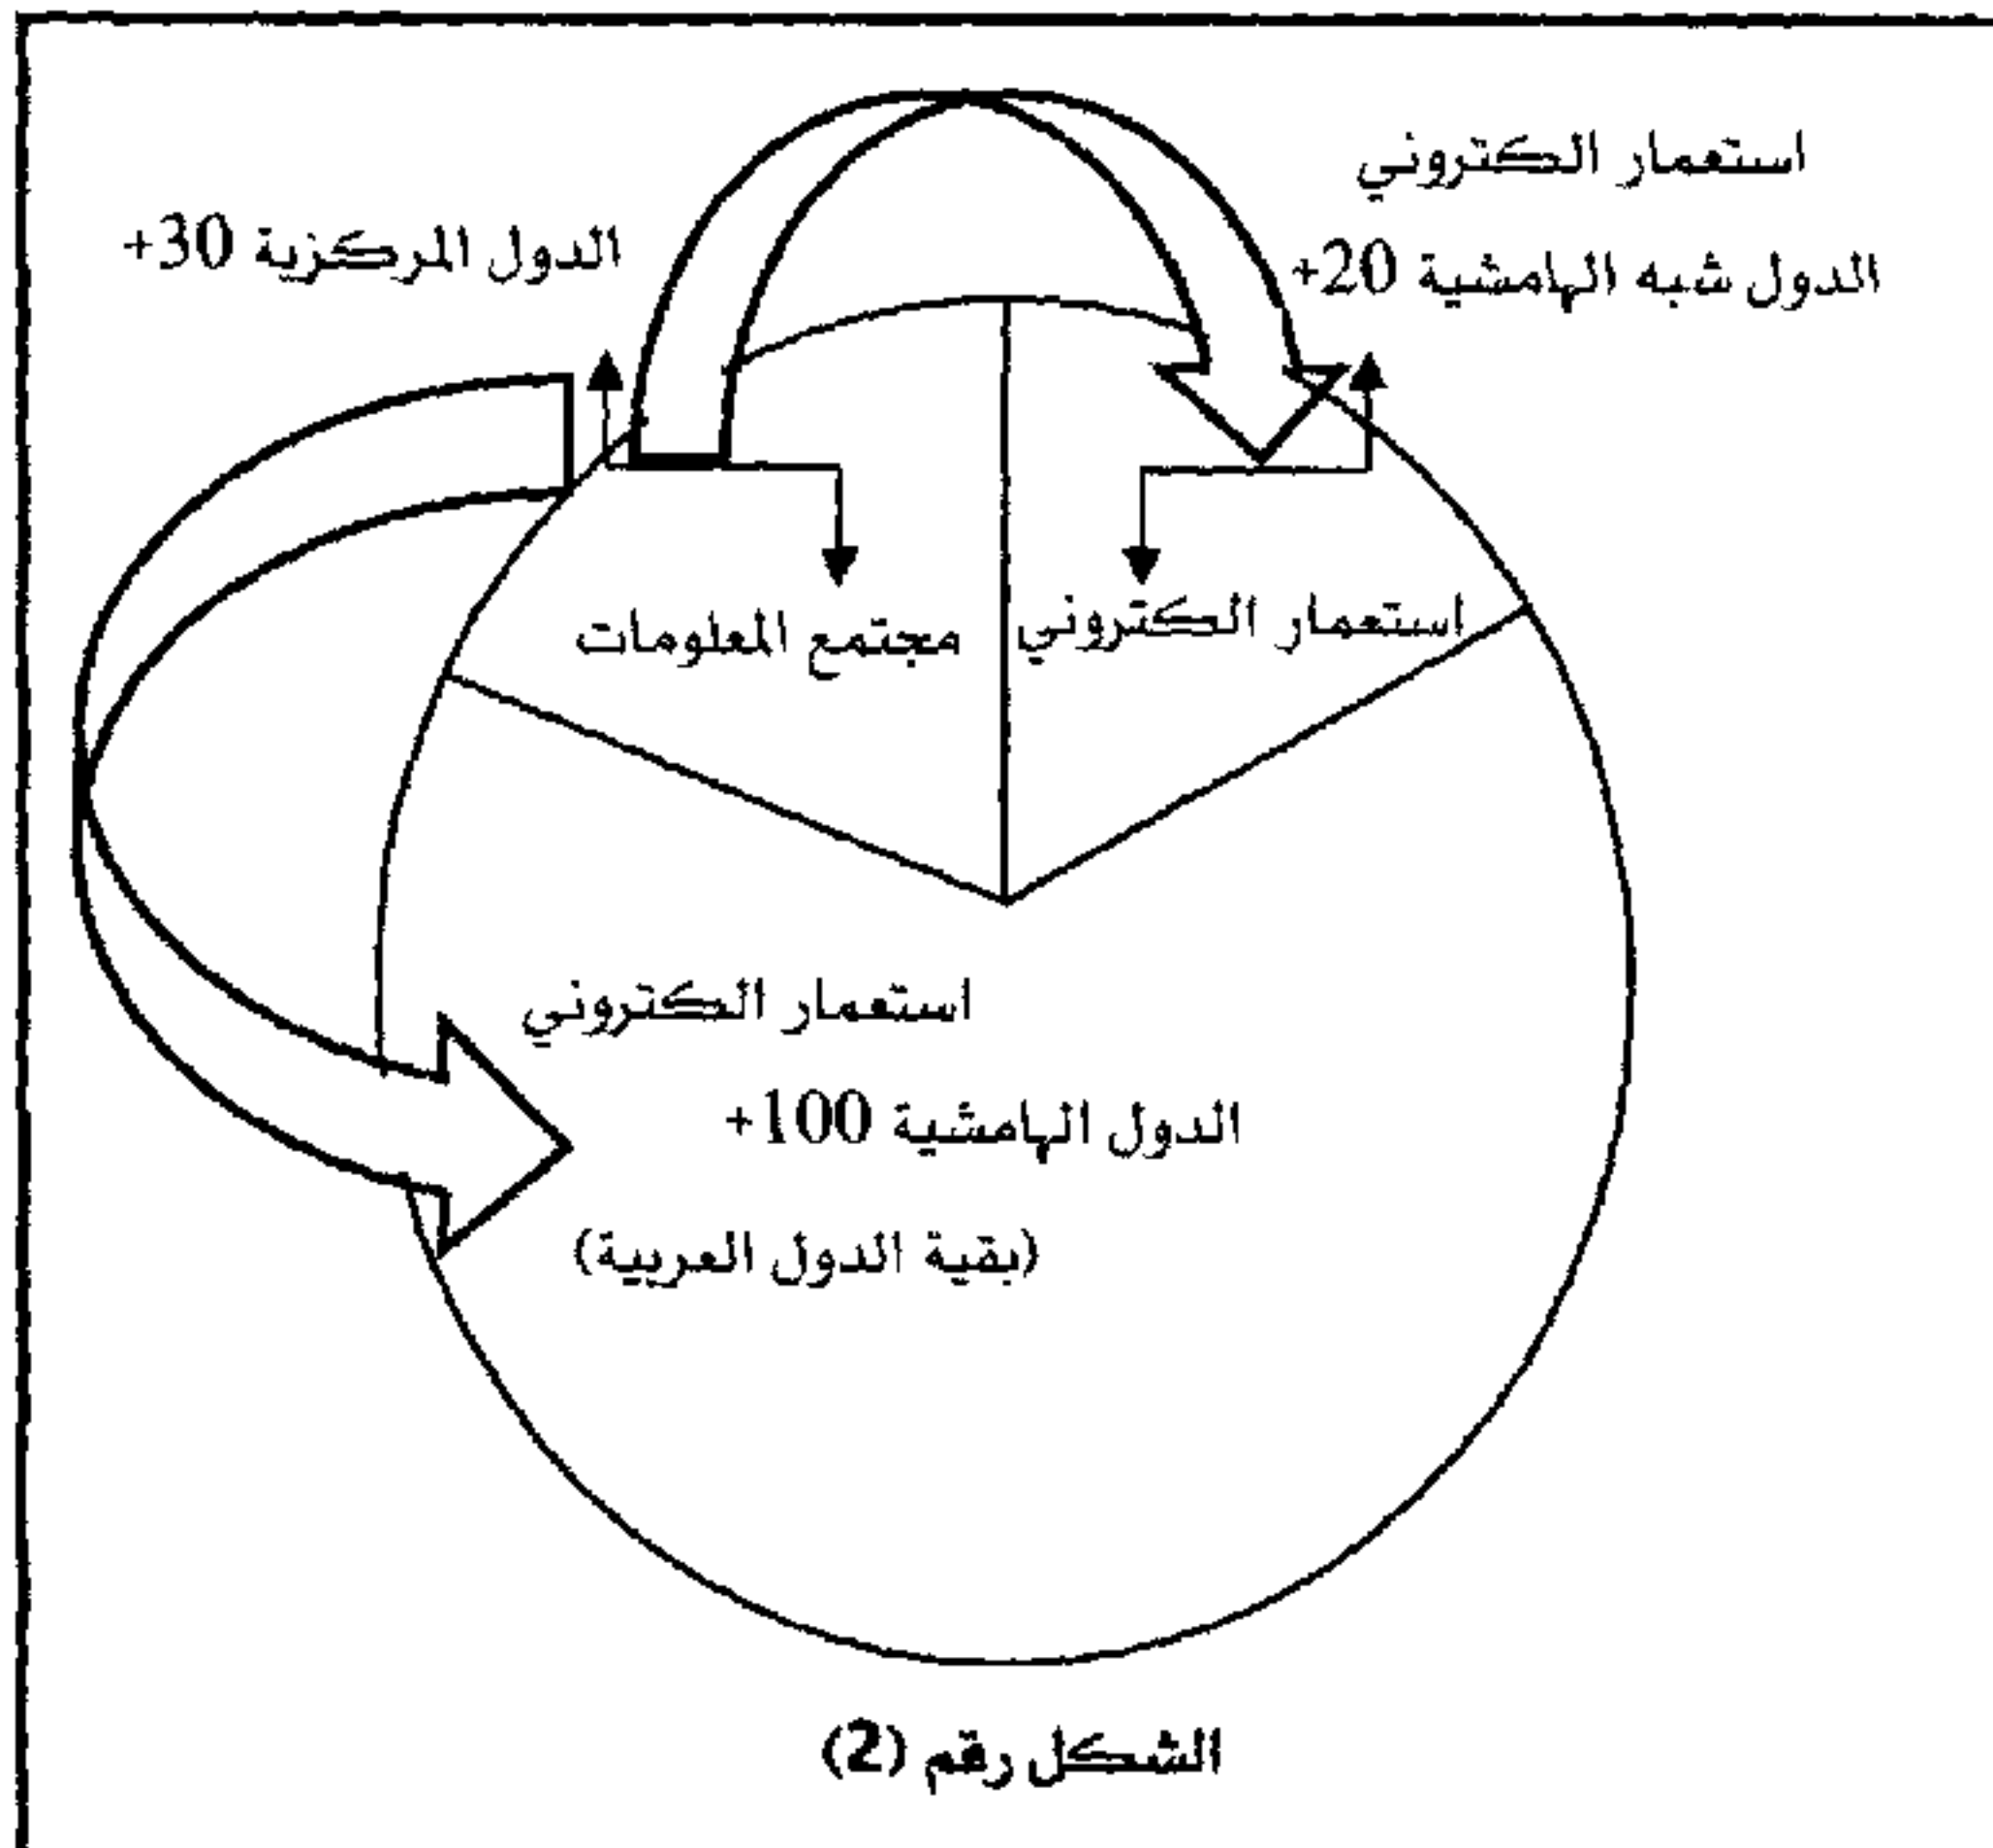 استعمار الكتروني
الدول شبه الهامشية 20+
الدول المركزية 30+
استعمار الكتروني
مجتمع المعلومات
استعمار الكتروني
الدول الهامشية 100+
(بقية الدول العربية)
الشكل رقم (2)